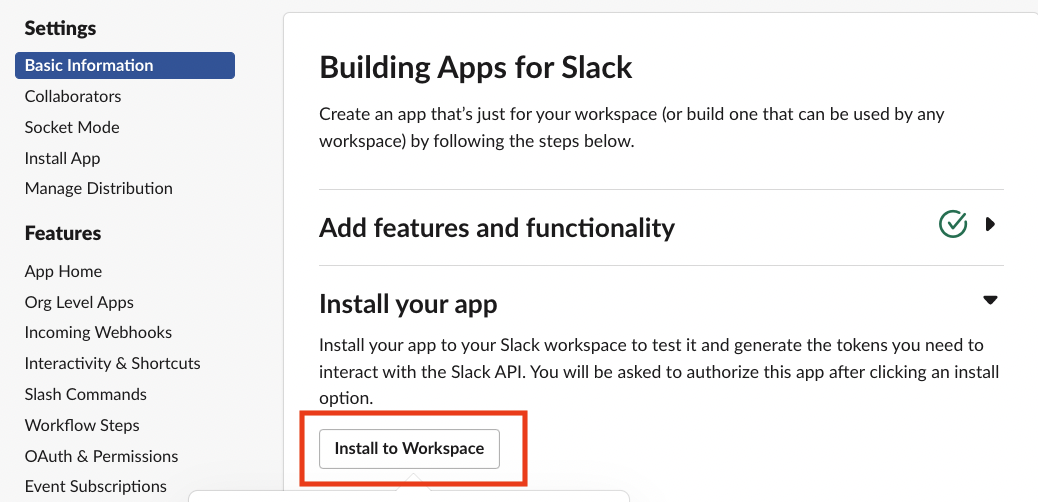 Settings
Basic Information
Collaborators
Socket Mode
Install App
Manage Distribution
Features
App Home
Org Level Apps
Incoming Webhooks
Interactivity & Shortcuts
Slash Commands
Workflow Steps
OAuth & Permissions
Event Subscriptions
Building Apps for Slack
Create an app that’s just for your workspace (or build one that can be used by any
workspace) by following the steps below.
Add features and functionality
Install your app
Install your app to your Slack workspace to test it and generate the tokens you need to
interact with the Slack API. You will be asked to authorize this app after clicking an install
option.
Install to Workspace